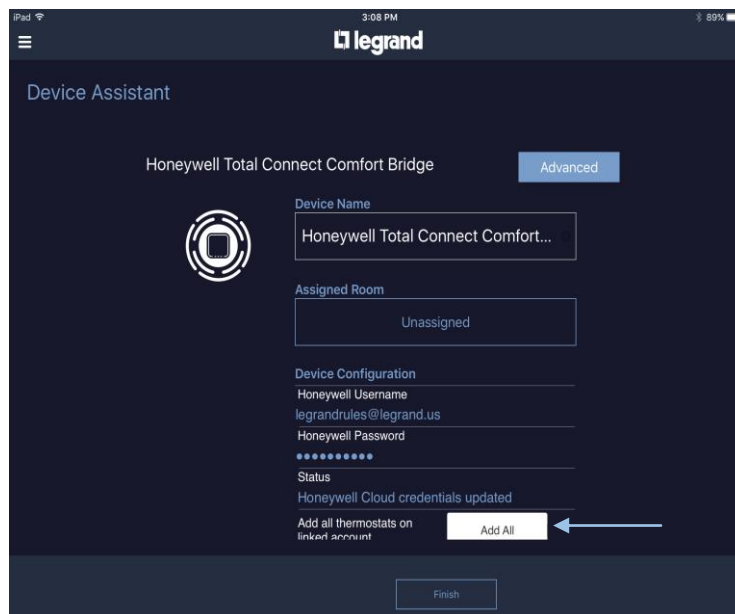 iPad 3:08 PM 89%
legrand
Device Assistant
Honeywell Total Connect Comfort Bridge
Advanced
Device Name
Honeywell Total Connect Comfort...
Assigned Room
Unassigned
Device Configuration
Honeywell Username
legrandrules@legrand.us
Honeywell Password
●●●●●●●●●●
Status
Honeywell Cloud credentials updated
Add all thermostats on
linked account
Add All
Finish